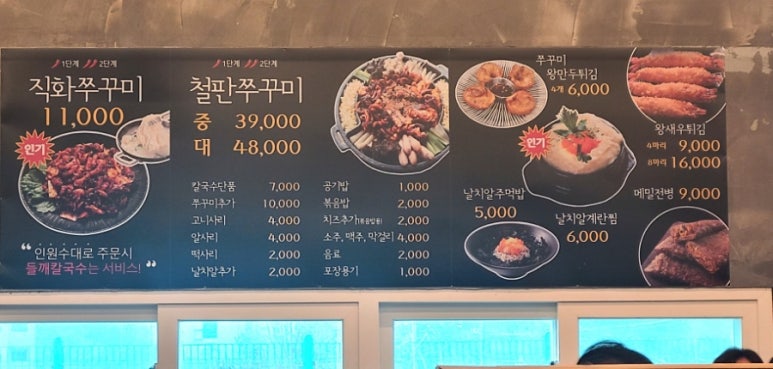 1단계 2단계
직화쭈꾸미
11,000
인기
"인원수대로 주문시
들깨칼국수는 서비스!"
1단계 2단계
철판쭈꾸미
중 39,000
대 48,000
칼국수단품 7,000
쭈꾸미추가 10,000
고니사리 4,000
알사리 4,000
떡사리 2,000
날치알추가 2,000
공기밥 1,000
볶음밥 2,000
치즈추가(볶음밥용) 2,000
소주, 맥주, 막걸리 4,000
음료 2,000
포장용기 1,000
쭈꾸미
왕만두튀김
4개 6,000
왕새우튀김
4마리 9,000
8마리 16,000
인기
날치알주먹밥
5,000
날치알계란찜
6,000
메밀전병 9,000